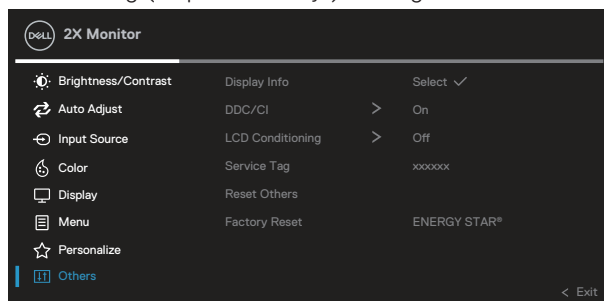 DELL 2X Monitor
Brightness/Contrast Display Info Select ✓
Auto Adjust DDC/CI > On
Input Source LCD Conditioning > Off
Color Service Tag xxxxxx
Display Reset Others
Menu Factory Reset ENERGY STAR®
Personalize
Others
< Exit